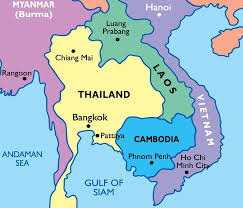 MYANMAR
(Burma)
Hanoi
Luang
Prabang
Chiang Mai
LAOS
Rangoon
THAILAND
VIETNAM
Bangkok
Pattaya
CAMBODIA
ANDAMAN
SEA
Phnom Penh
Ho Chi
Minh City
GULF OF
SIAM